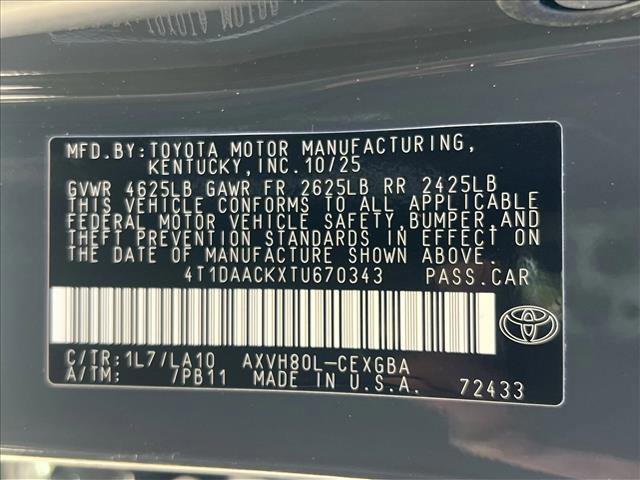 MFD.BY:TOYOTA MOTOR MANUFACTURING,
KENTUCKY,INC.10/25
GVWR 4625LB GAWR FR 2625LB RR 2425LB
THIS VEHICLE CONFORMS TO ALL APPLICABLE
FEDERAL MOTOR VEHICLE SAFETY,BUMPER,AND
THEFT PREVENTION STANDARDS IN EFFECT ON
THE DATE OF MANUFACTURE SHOWN ABOVE.
4T1DAACKXTU670343 PASS.CAR
C/TR:1L7/LA10 AXVH80L-CEXGBA
A/TM: 7PB11 MADE IN U.S.A. 72433